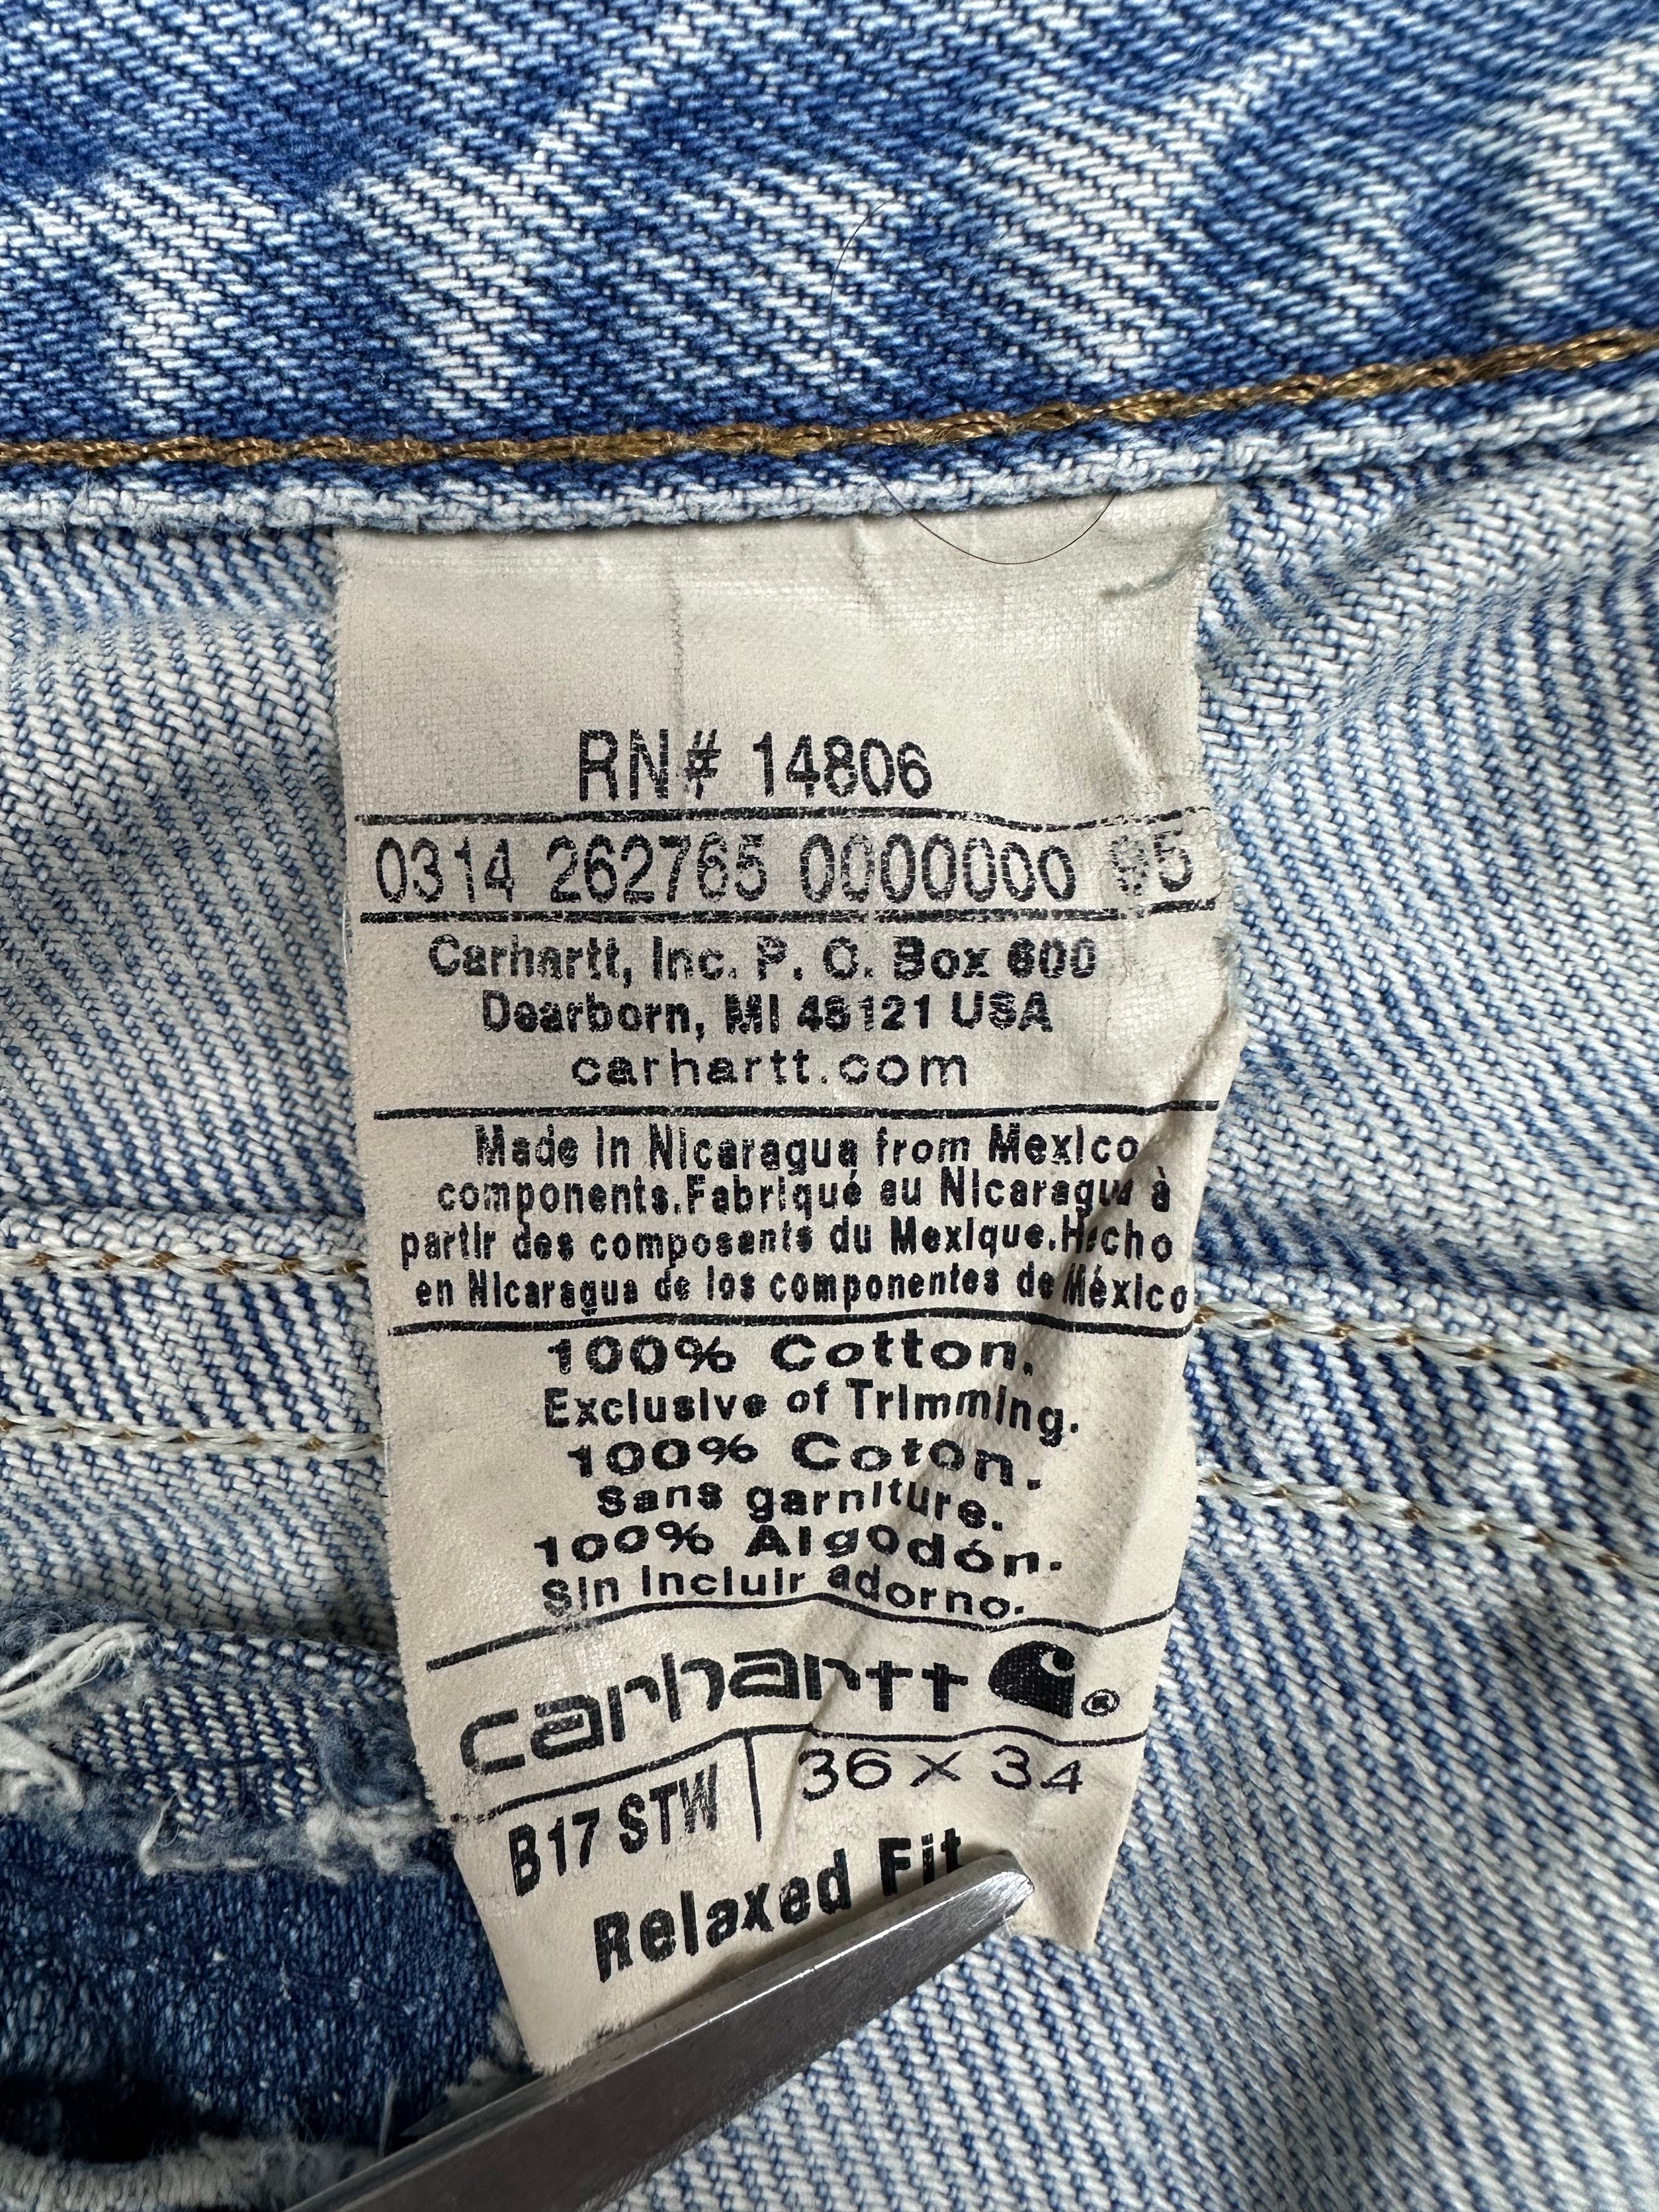 RN# 14806
0314 262765 0000000 95
Carhartt, Inc. P. O. Box 600
Dearborn, MI 48121 USA
carhartt.com
Made in Nicaragua from Mexico
components.Fabriqué au Nicaragua à
partir des composants du Mexique.Hecho
en Nicaragua de los componentes de México
100% Cotton.
Exclusive of Trimming.
100% Coton.
Sans garniture.
100% Algodón.
Sin incluir adorno.
carhartt ®
B17 STW 36 x 34
Relaxed Fit